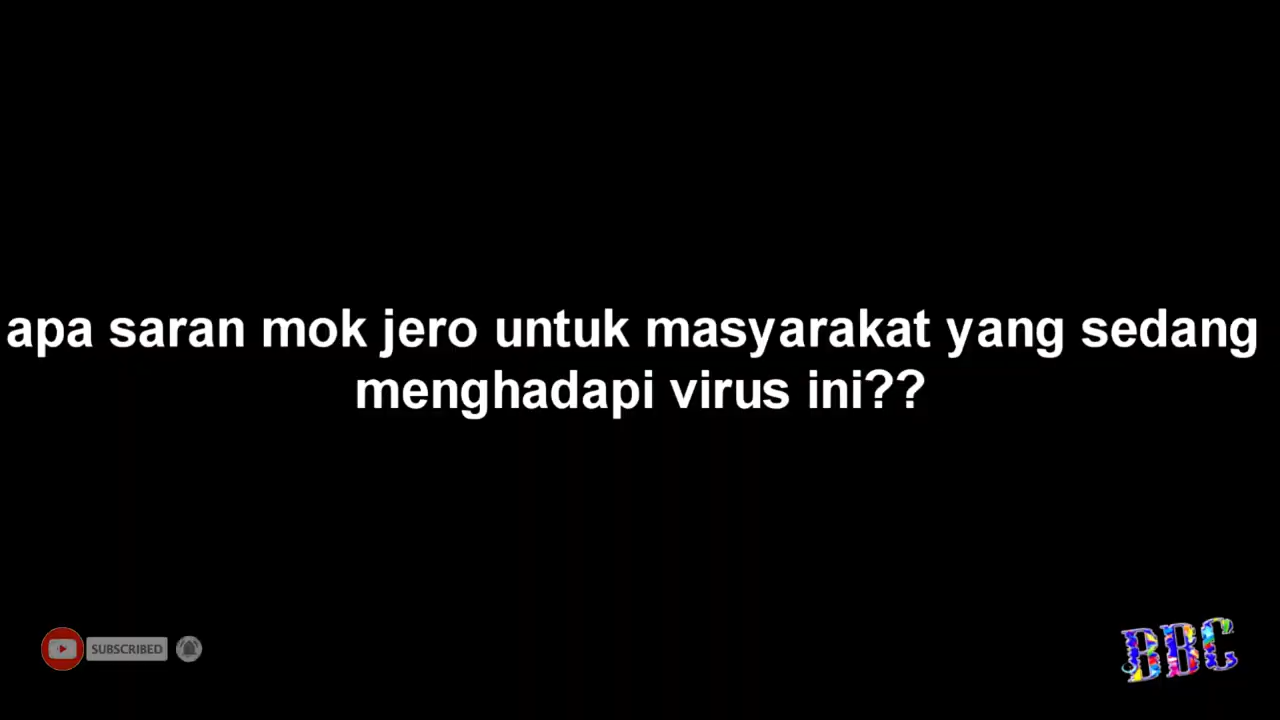 apa saran mok jero untuk masyarakat yang sedang
menghadapi virus ini??
SUBSCRIBED
BBC